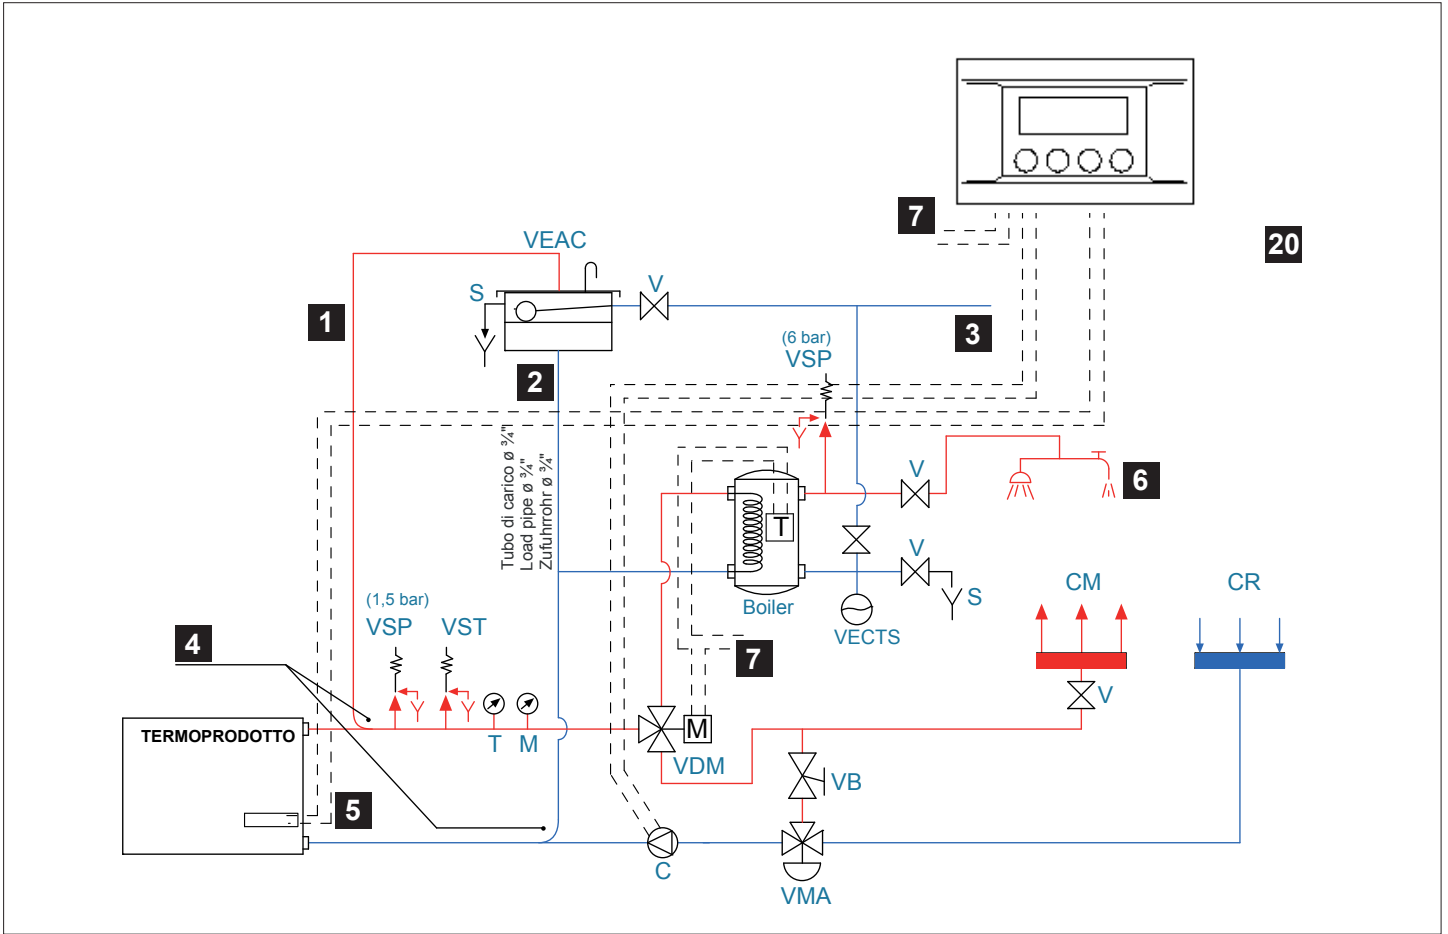 7
20
VEAC
S
V
1
3
(6 bar)
VSP
2
Tubo di carico ø ¾"
Load pipe ø ¾"
Zufuhrrohr ø ¾"
V
6
T
V
S
Boiler
VECTS
CM
CR
(1,5 bar)
VSP
VST
4
7
V
TERMOPRODOTTO
T
M
M
VDM
VB
5
C
VMA